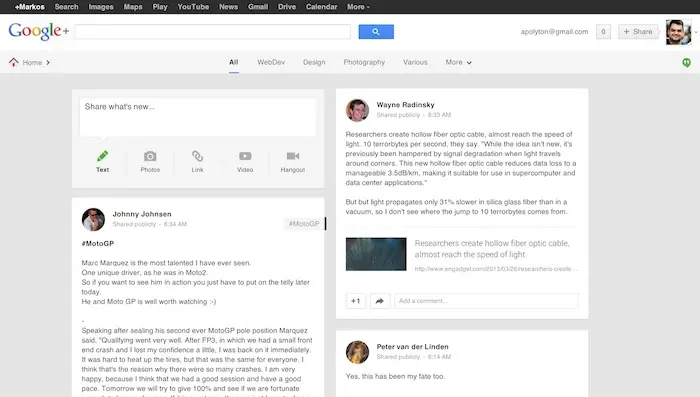 +Markos Search Images Maps Play YouTube News Gmail Drive Calendar More
Google+
apolyton@gmail.com 0 + Share
Home All WebDev Design Photography Various More
Share what's new...
Text Photos Link Video Hangout
Johnny Johnsen
Shared publicly - 8:34 AM
#MotoGP
#MotoGP
Marc Marquez is the most talented I have ever seen.
One unique driver, as he was in Moto2.
So if you want to see him in action you just have to put on the telly later
today.
He and Moto GP is well worth watching :-)
-
Speaking after sealing his second ever MotoGP pole position Marquez
said, "Qualifying went very well. After FP3, in which we had a small front
end crash and I lost my confidence a little, I was back on it immediately.
It was hard to heat up the tires, but that was the same for everyone. I
think that's the reason why there were so many crashes. I am very
happy, because I think that we had a good session and have a good
pace. Tomorrow we will try to give 100% and see if we are fortunate
Wayne Radinsky
Shared publicly - 8:33 AM
Researchers create hollow fiber optic cable, almost reach the speed of
light. 10 terrorbytes per second, they say. "While the idea isn't new, it's
previously been hampered by signal degradation when light travels
around corners. This new hollow fiber optic cable reduces data loss to a
manageable 3.5dB/km, making it suitable for use in supercomputer and
data center applications."
But but light propagates only 31% slower in silica glass fiber than in a
vacuum, so I don't see where the jump to 10 terrorbytes comes from.
Researchers create hollow fiber optic cable,
almost reach the speed of light
http://www.engadget.com/2013/03/26/researchers-create...
+1 Add a comment...
Peter van der Linden
Shared publicly - 8:14 AM
Yes, this has been my fate too.